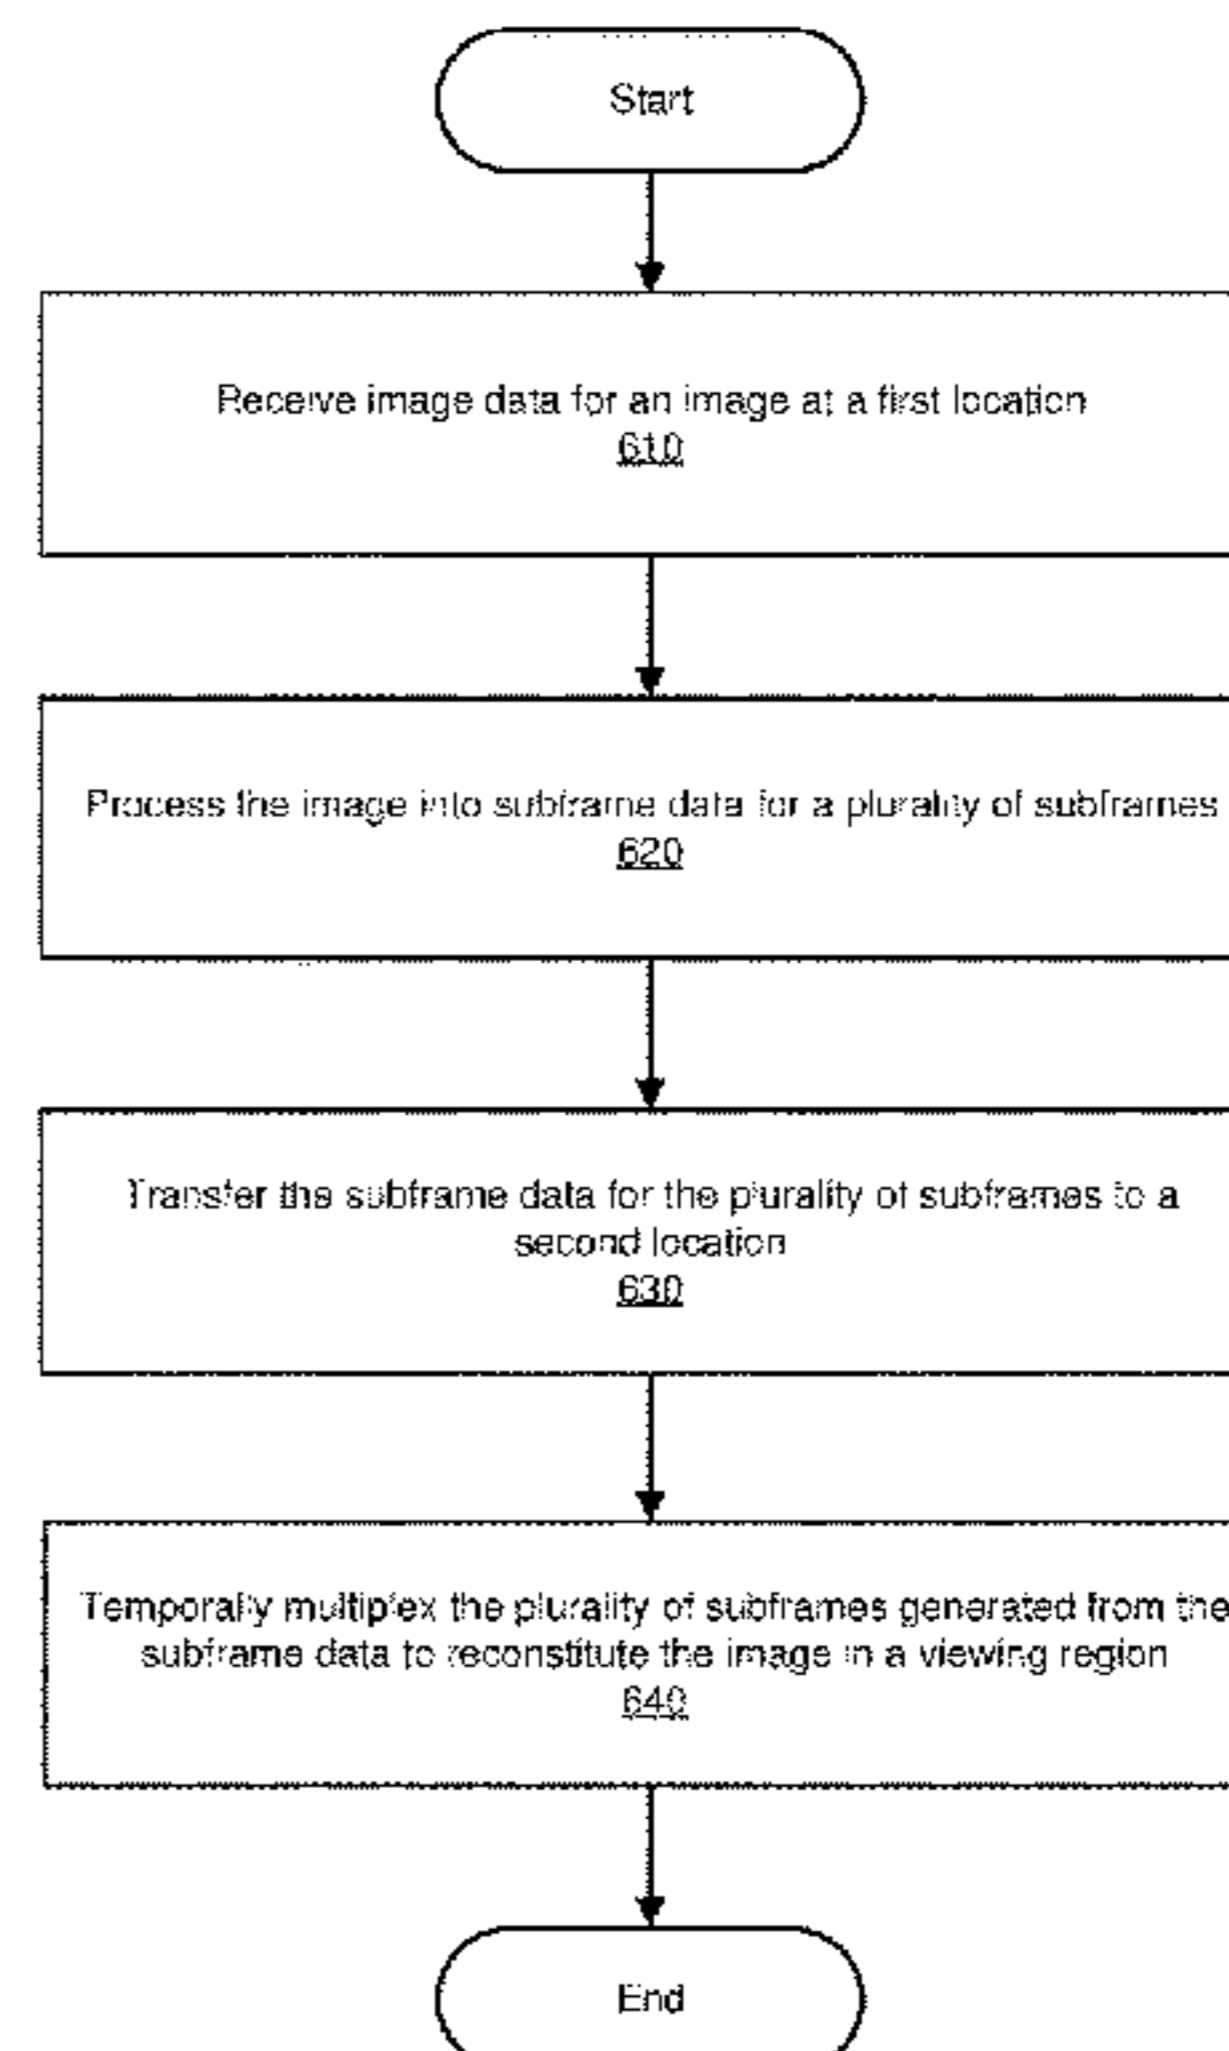 Start
Receive image data for an image at a first location
610
Process the image into subframe data for a plurality of subframes
620
Transfer the subframe data for the plurality of subframes to a
second location
630
Temporally multiplex the plurality of subframes generated from the
subframe data to reconstitute the image in a viewing region
640
End